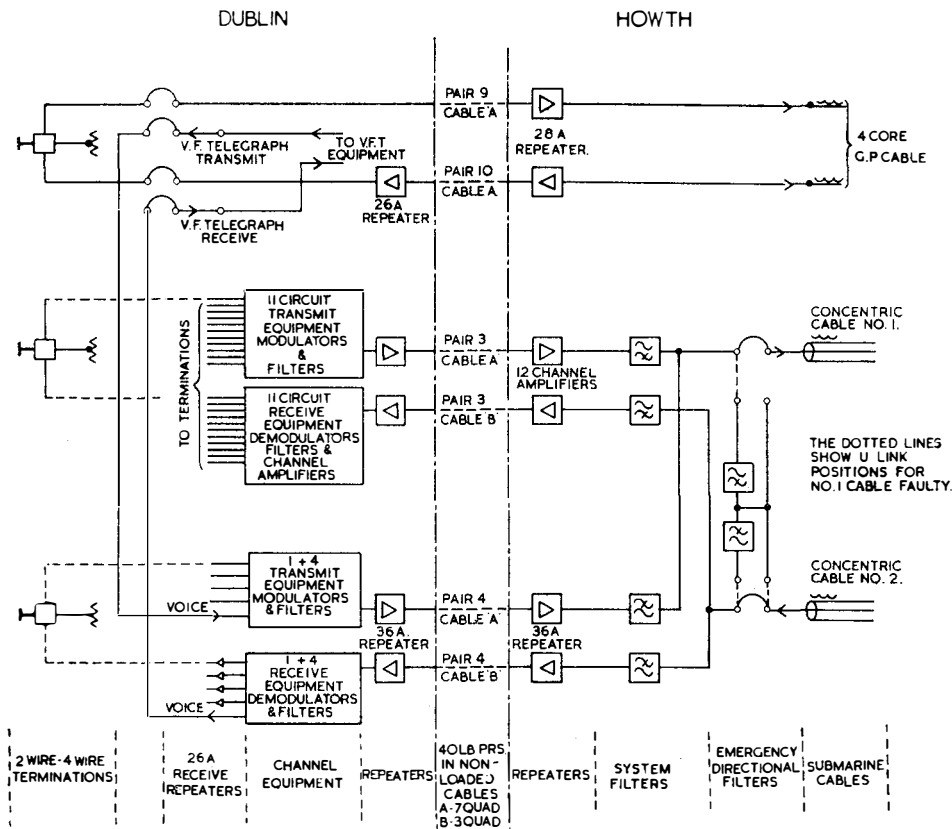 DUBLIN
HOWTH
PAIR 9
CABLE A
V.F. TELEGRAPH
TRANSMIT
TO V.F.T
EQUIPMENT
28 A
REPEATER.
4 CORE
G.P CABLE
PAIR 10
CABLE A
26A
REPEATER
V.F. TELEGRAPH
RECEIVE
TO TERMINATIONS
11 CIRCUIT
TRANSMIT
EQUIPMENT
MODULATORS
&
FILTERS
PAIR 3
CABLE A
12 CHANNEL
AMPLIFIERS
CONCENTRIC
CABLE NO. 1.
11 CIRCUIT
RECEIVE
EQUIPMENT
DEMODULATORS
FILTERS &
CHANNEL
AMPLIFIERS
PAIR 3
CABLE B
THE DOTTED LINES
SHOW U LINK
POSITIONS FOR
NO.1 CABLE FAULTY.
1 + 4
TRANSMIT
EQUIPMENT
MODULATORS
& FILTERS
VOICE
36A.
REPEATER
PAIR 4
CABLE 'A'
36A
REPEATER
CONCENTRIC
CABLE NO. 2.
1 + 4
RECEIVE
EQUIPMENT
DEMODULATORS
& FILTERS
VOICE
PAIR 4
CABLE 'B'
2 WIRE-4 WIRE
TERMINATIONS
26A
RECEIVE
REPEATERS
CHANNEL
EQUIPMENT
REPEATERS
40LB PRS
IN NON-
LOADED
CABLES
A-7QUAD
B-3QUAD
REPEATERS
SYSTEM
FILTERS
EMERGENCY
DIRECTIONAL
FILTERS
SUBMARINE
CABLES